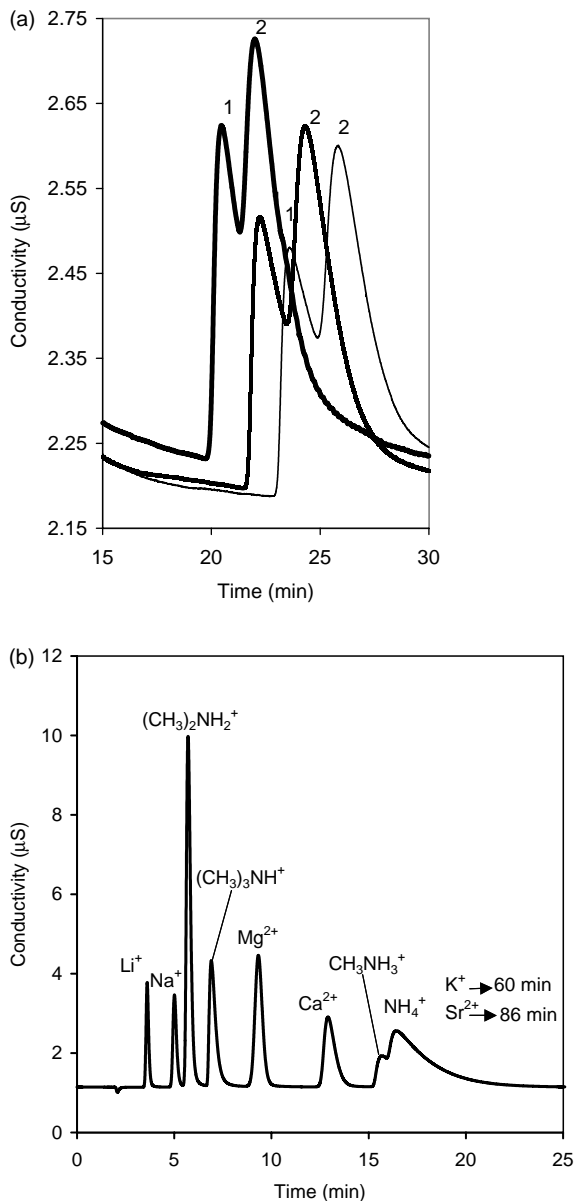 (a)
2.75
2.65
2.55
2.45
2.35
2.25
2.15
Conductivity (μS)
1
2
2
1
2
15 20 25 30
Time (min)
(b)
12
10
8
6
4
2
0
Conductivity (μS)
(CH₃)₂NH₂⁺
(CH₃)₃NH⁺
Li⁺
Na⁺
Mg²⁺
Ca²⁺
CH₃NH₃⁺
NH₄⁺
K⁺ → 60 min
Sr²⁺ → 86 min
0 5 10 15 20 25
Time (min)